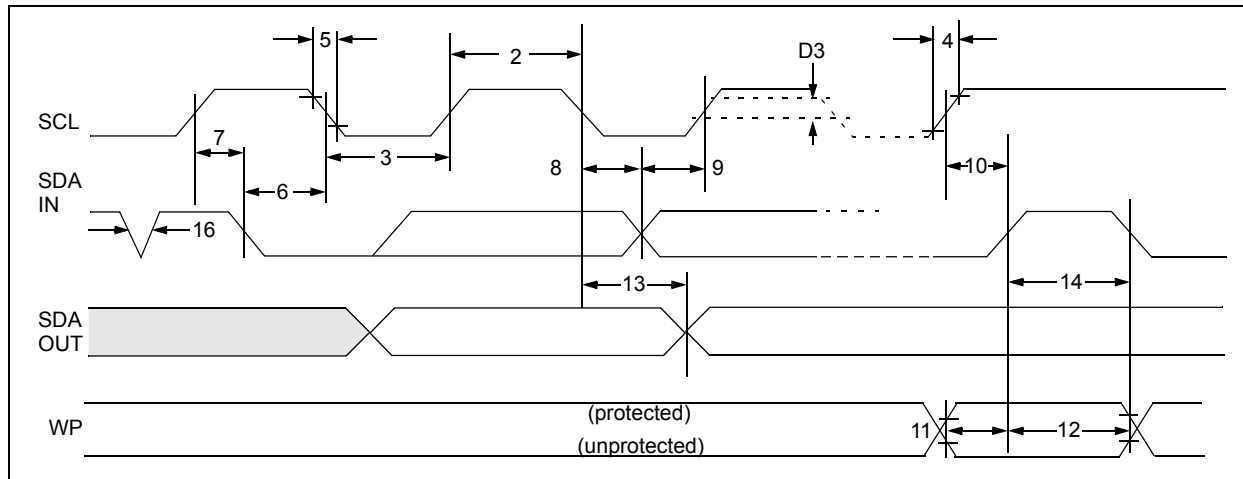 5
2
D3
4
SCL
7
3
8
9
10
SDA
IN
6
16
13
14
SDA
OUT
WP
(protected)
(unprotected)
11
12